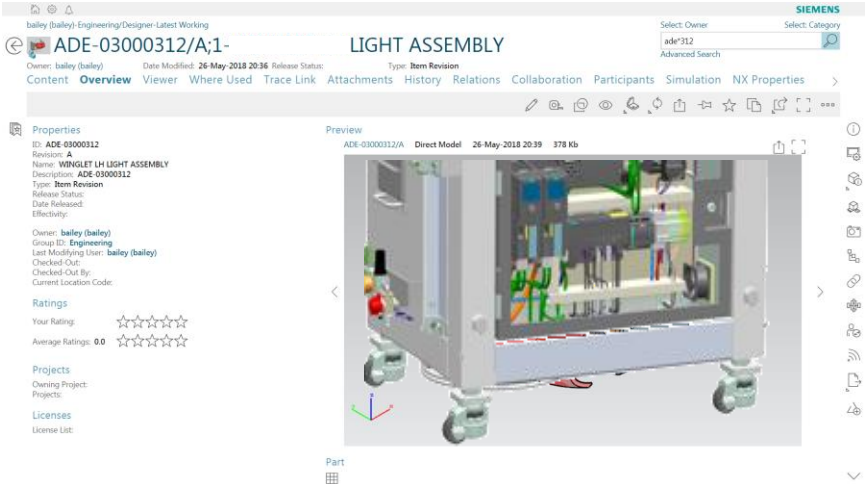 SIEMENS
bailey (bailey)-Engineering/Designer-Latest Working
Select: Owner
Select: Category
ADE-03000312/A;1- LIGHT ASSEMBLY
ade*312
Advanced Search
Owner: bailey (bailey) Date Modified: 26-May-2018 20:36 Release Status: Type: Item Revision
Content Overview Viewer Where Used Trace Link Attachments History Relations Collaboration Participants Simulation NX Properties
Properties
ID: ADE-03000312
Revision: A
Name: WINGLET LH LIGHT ASSEMBLY
Description: ADE-03000312
Type: Item Revision
Release Status:
Date Released:
Effectivity:
Owner: bailey (bailey)
Group ID: Engineering
Last Modifying User: bailey (bailey)
Checked-Out:
Checked-Out By:
Current Location Code:
Ratings
Your Rating:
Average Ratings: 0.0
Projects
Owning Project:
Projects:
Licenses
License List:
Preview
ADE-03000312/A Direct Model 26-May-2018 20:39 378 Kb
Part